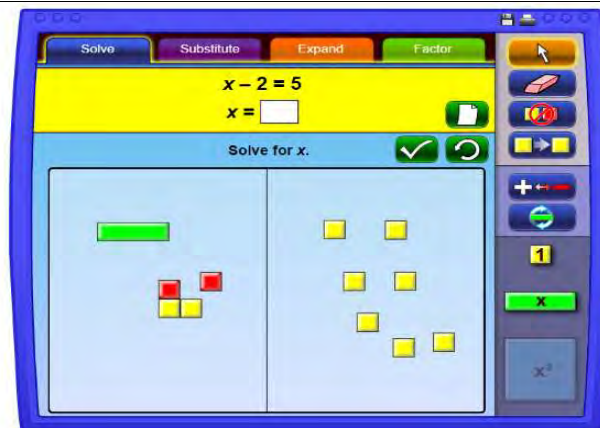 Solve
Substitute
Expand
Factor
x – 2 = 5
x =
Solve for x.
1
x
x²